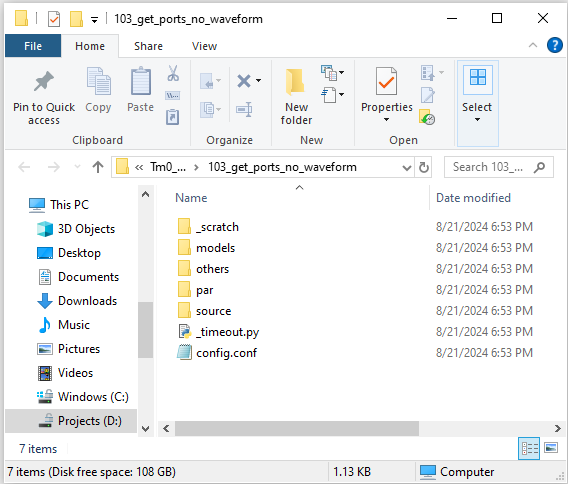 103_get_ports_no_waveform
File Home Share View
Pin to Quick access Copy Paste New folder Properties Select
Clipboard Organize New Open
« Tm0_... › 103_get_ports_no_waveform Search 103_...
Name Date modified
This PC
3D Objects
Desktop
Documents
Downloads
Music
Pictures
Videos
Windows (C:)
Projects (D:)
_scratch 8/21/2024 6:53 PM
models 8/21/2024 6:53 PM
others 8/21/2024 6:53 PM
par 8/21/2024 6:53 PM
source 8/21/2024 6:53 PM
_timeout.py 8/21/2024 6:53 PM
config.conf 8/21/2024 6:53 PM
7 items
7 items (Disk free space: 108 GB) 1.13 KB Computer